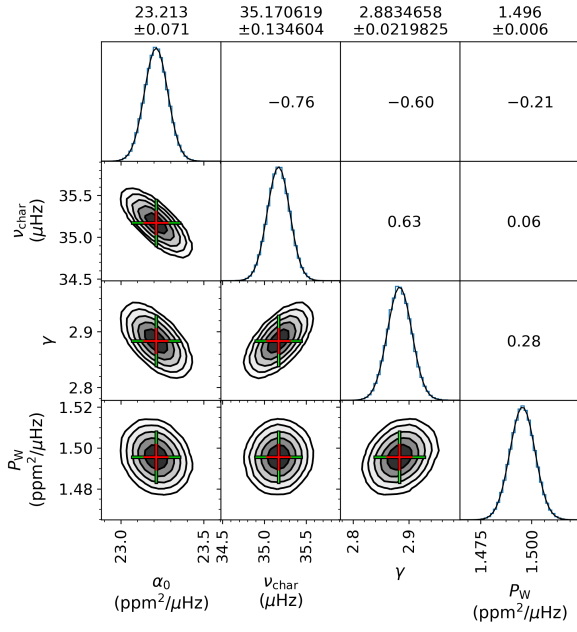 23.213 35.170619 2.8834658 1.496
±0.071 ±0.134604 ±0.0219825 ±0.006
−0.76 −0.60 −0.21
35.5
35.0
34.5
ν_char
(μHz)
0.63 0.06
2.9
2.8
γ
0.28
1.52
1.50
1.48
P_W
(ppm²/μHz)
23.0 23.5 34.5 35.0 35.5 2.8 2.9 1.475 1.500
α₀ ν_char γ P_W
(ppm²/μHz) (μHz) (ppm²/μHz)